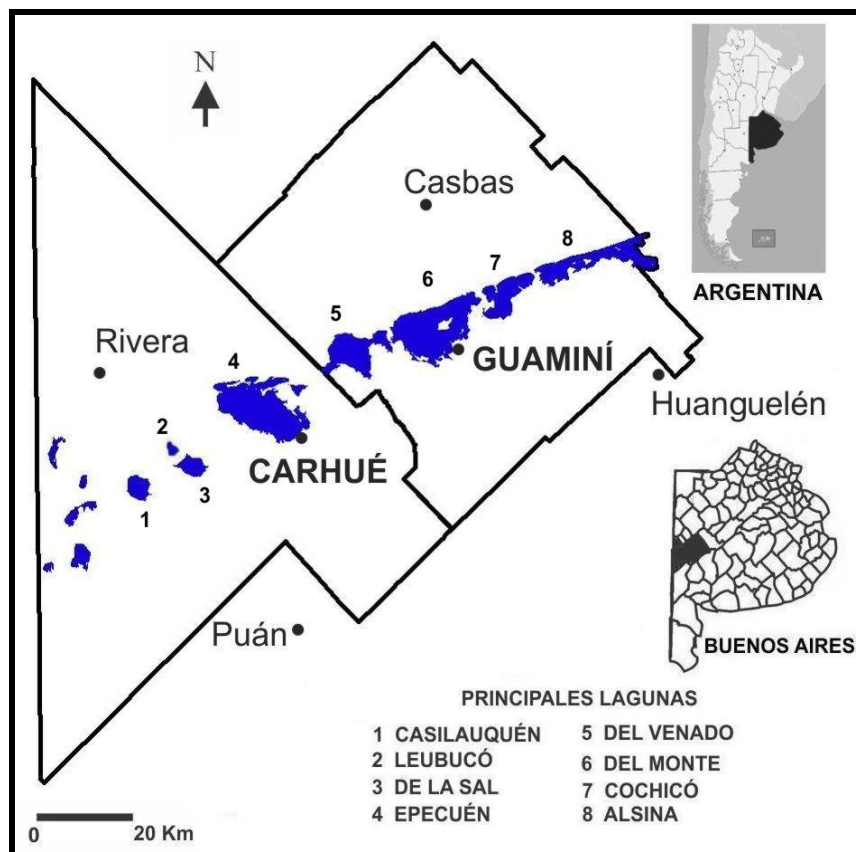 N
Casbas
ARGENTINA
8
7
6
5
GUAMINÍ
Rivera
4
Huanguelén
2
CARHUÉ
3
1
Puán
BUENOS AIRES
PRINCIPALES LAGUNAS
1 CASILAUQUÉN
2 LEUBUCÓ
3 DE LA SAL
4 EPECUÉN
5 DEL VENADO
6 DEL MONTE
7 COCHICÓ
8 ALSINA
0 20 Km